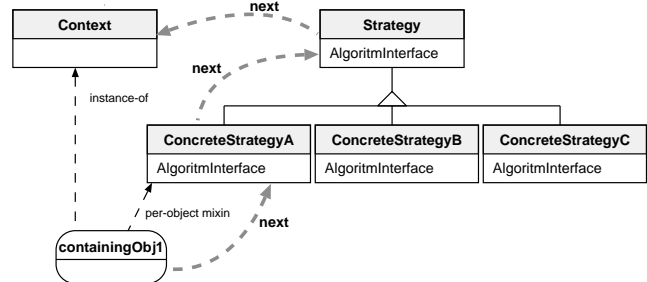 next
Context
Strategy
AlgoritmInterface
next
instance-of
ConcreteStrategyA
ConcreteStrategyB
ConcreteStrategyC
AlgoritmInterface
AlgoritmInterface
AlgoritmInterface
per-object mixin
next
containingObj1